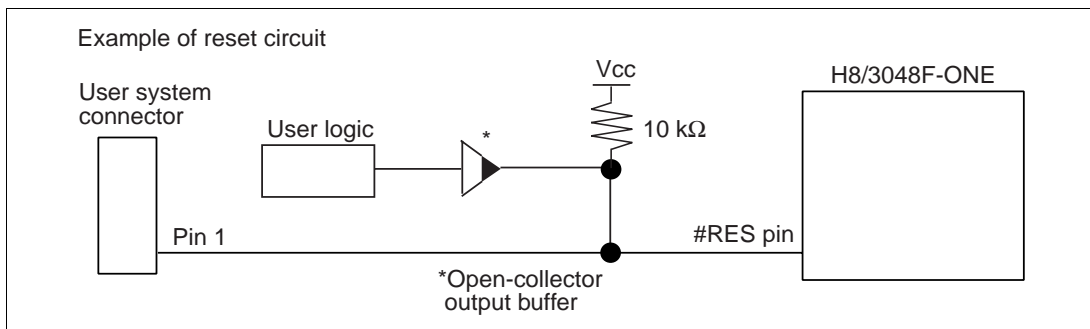 Example of reset circuit
User system
connector
User logic
*
Vcc
10 kΩ
H8/3048F-ONE
Pin 1
#RES pin
*Open-collector
output buffer